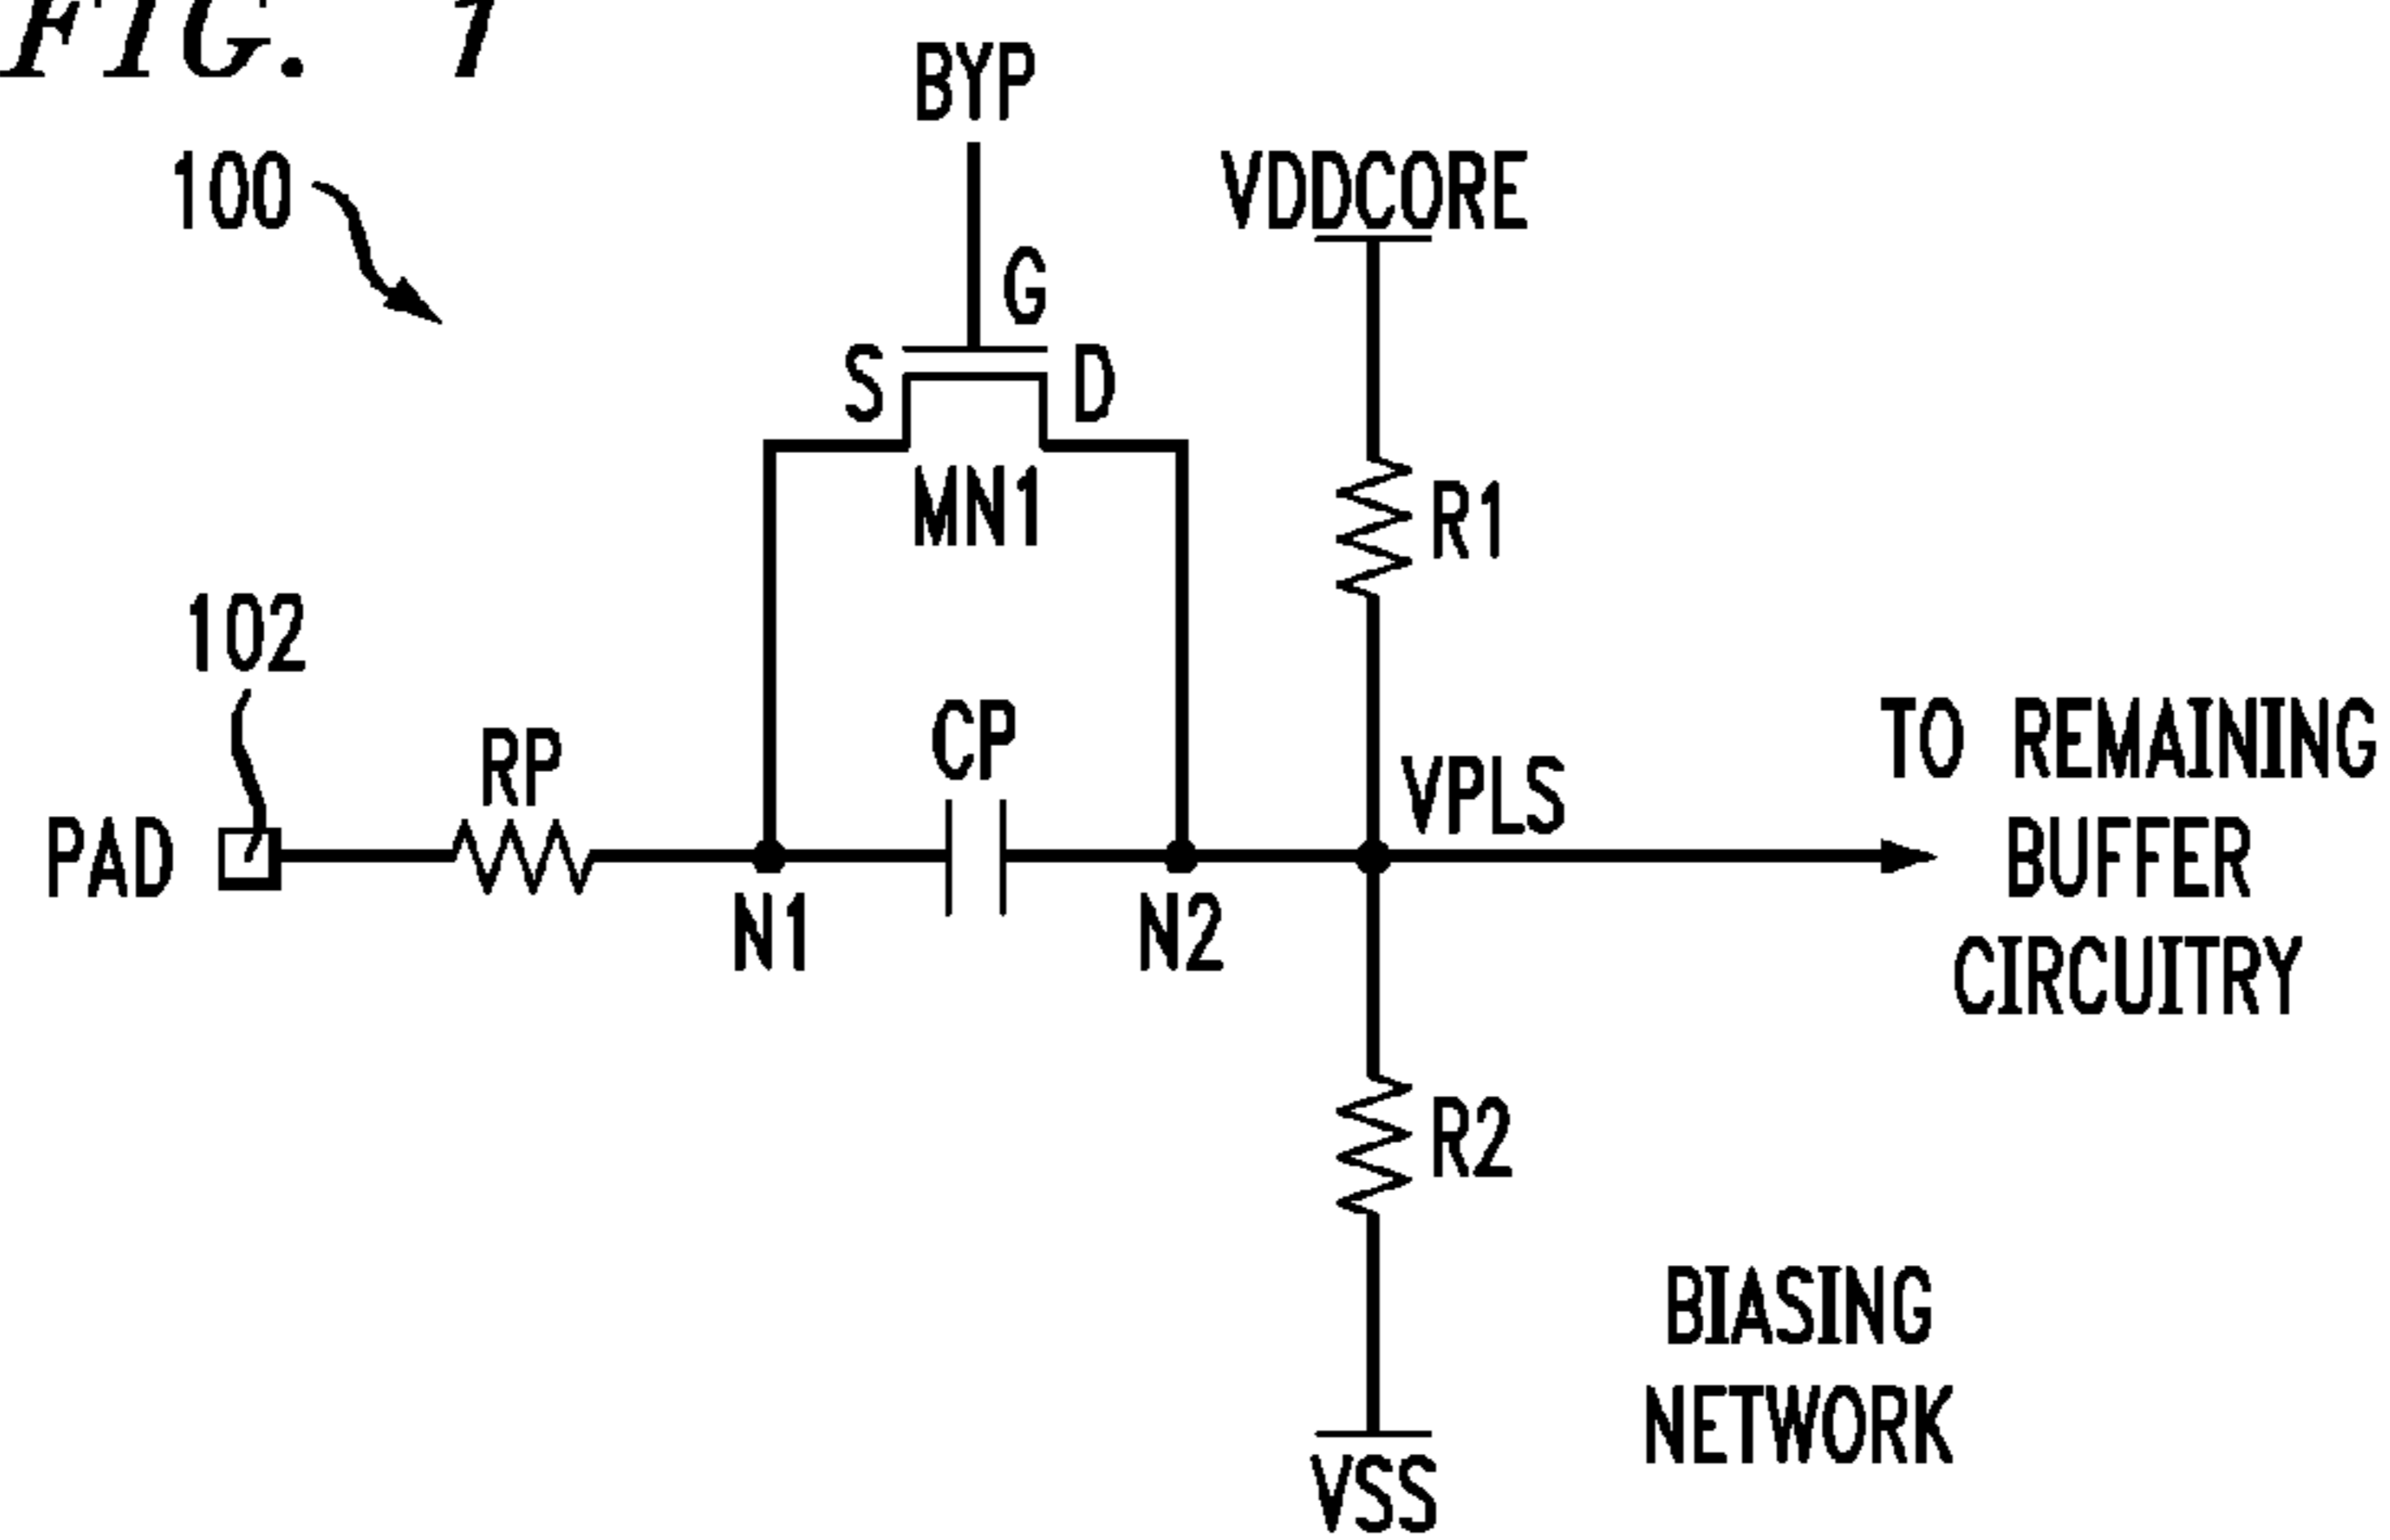 FIG. 1
BYP
100
VDDCORE
G
S
D
MN1
R1
102
RP
CP
VPLS
TO REMAINING
BUFFER
CIRCUITRY
PAD
N1
N2
R2
BIASING
NETWORK
VSS